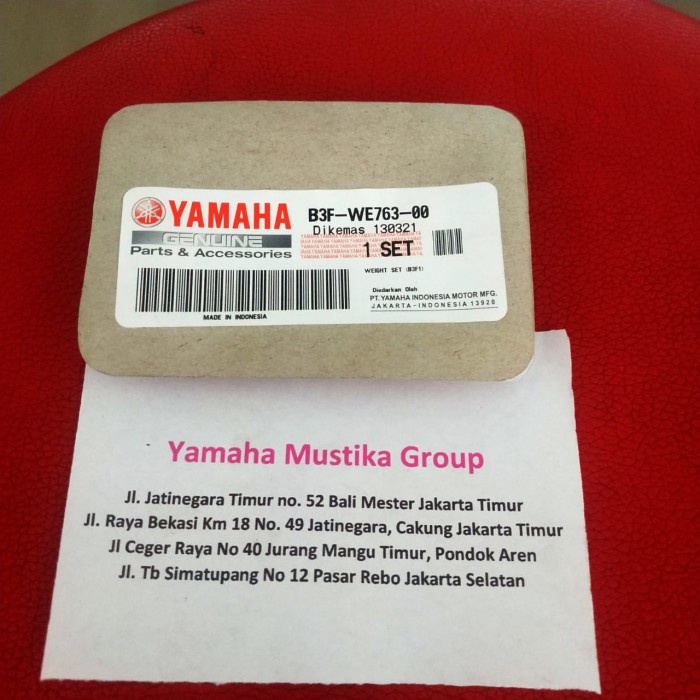 YAMAHA
GENUINE
Parts & Accessories
B3F-WE763-00
Dikemas 130321
1 SET
WEIGHT SET (B3F1)
Diedarkan Oleh
PT.YAMAHA INDONESIA MOTOR MFG.
JAKARTA-INDONESIA 13920
MADE IN INDONESIA
Yamaha Mustika Group
Jl. Jatinegara Timur no. 52 Bali Mester Jakarta Timur
Jl. Raya Bekasi Km 18 No. 49 Jatinegara, Cakung Jakarta Timur
Jl Ceger Raya No 40 Jurang Mangu Timur, Pondok Aren
Jl. Tb Simatupang No 12 Pasar Rebo Jakarta Selatan